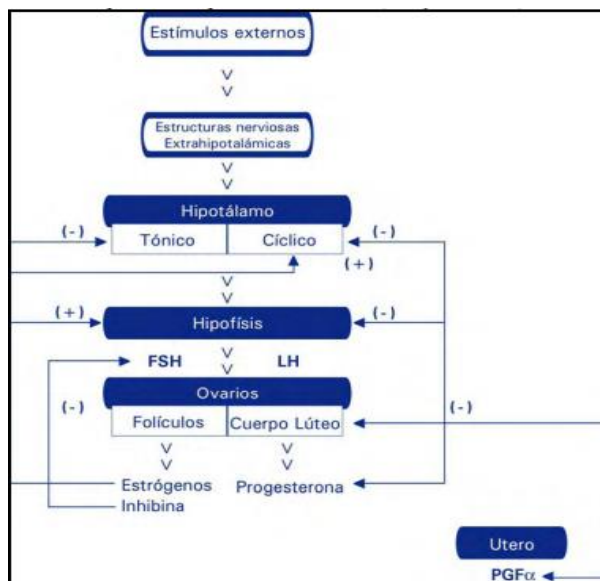 Estímulos externos
Estructuras nerviosas
Extrahipotalámicas
Hipotálamo
(-) Tónico Cíclico (-)
(+)
(+) Hipofísis (-)
FSH LH
Ovarios
(-) Folículos Cuerpo Lúteo (-)
Estrógenos Progesterona
Inhibina
Utero
PGFα